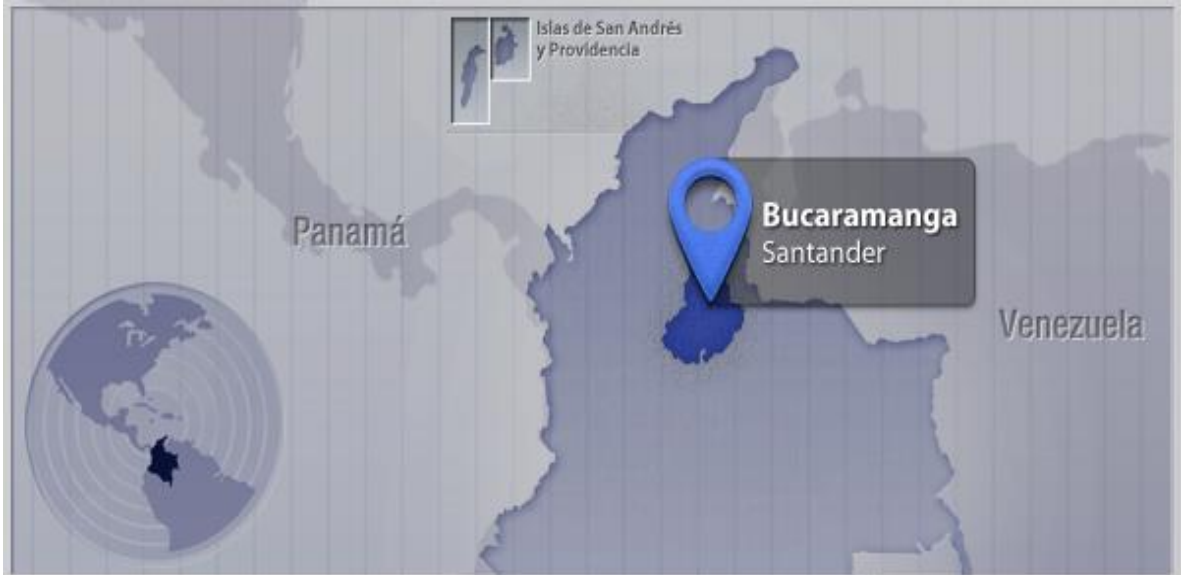 Islas de San Andrés
y Providencia
Panamá
Bucaramanga
Santander
Venezuela